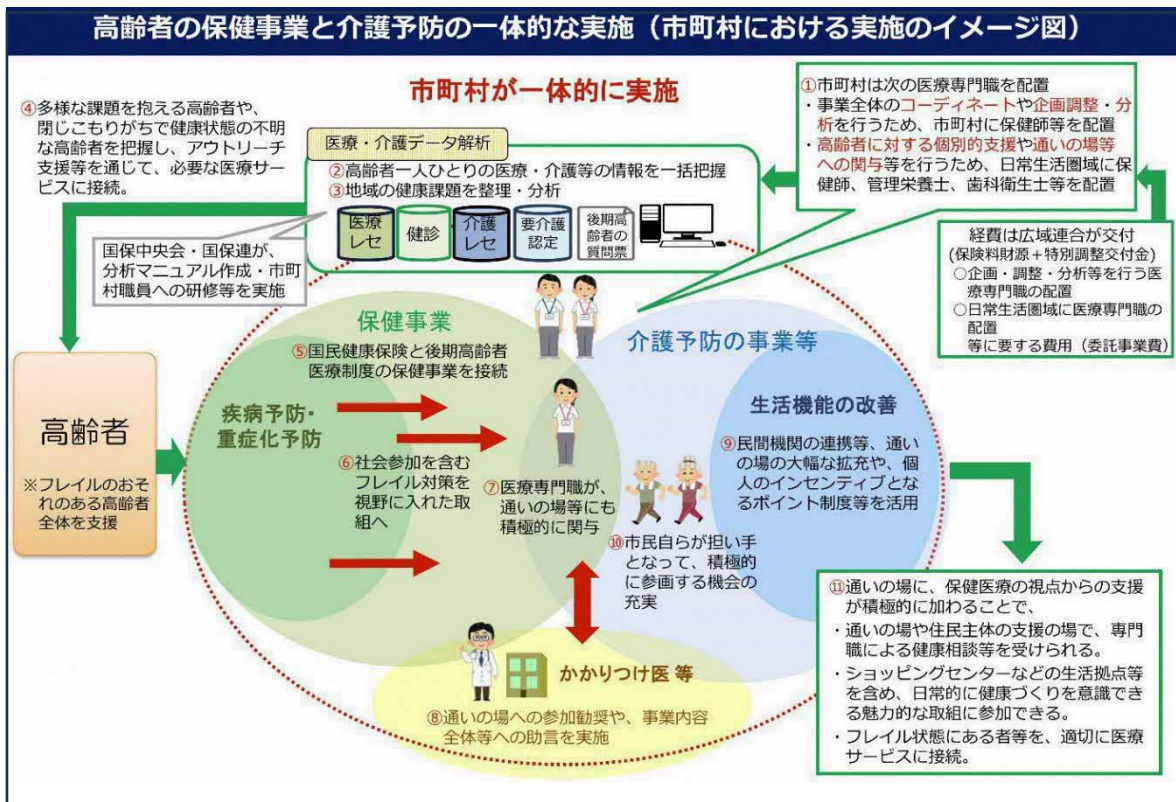 高齢者の保健事業と介護予防の一体的な実施（市町村における実施のイメージ図）
市町村が一体的に実施
④多様な課題を抱える高齢者や、
閉じこもりがちで健康状態の不明
な高齢者を把握し、アウトリーチ
支援等を通じて、必要な医療サー
ビスに接続。
医療・介護データ解析
②高齢者一人ひとりの医療・介護等の情報を一括把握
③地域の健康課題を整理・分析
医療
レセ
健診
介護
レセ
要介護
認定
後期高
齢者の
質問票
国保中央会・国保連が、
分析マニュアル作成・市町
村職員への研修等を実施
①市町村は次の医療専門職を配置
・事業全体のコーディネートや企画調整・分
析を行うため、市町村に保健師等を配置
・高齢者に対する個別的支援や通いの場等
への関与等を行うため、日常生活圏域に保
健師、管理栄養士、歯科衛生士等を配置
経費は広域連合が交付
(保険料財源＋特別調整交付金)
○企画・調整・分析等を行う医
療専門職の配置
○日常生活圏域に医療専門職の
配置
等に要する費用（委託事業費）
高齢者
※フレイルのおそ
れのある高齢者
全体を支援
保健事業
⑤国民健康保険と後期高齢者
医療制度の保健事業を接続
疾病予防・
重症化予防
⑥社会参加を含む
フレイル対策を
視野に入れた取
組へ
⑦医療専門職が、
通いの場等にも
積極的に関与
介護予防の事業等
生活機能の改善
⑨民間機関の連携等、通い
の場の大幅な拡充や、個
人のインセンティブとな
るポイント制度等を活用
⑩市民自らが担い手
となって、積極的
に参画する機会の
充実
かかりつけ医 等
⑧通いの場への参加勧奨や、事業内容
全体等への助言を実施
⑪通いの場に、保健医療の視点からの支援
が積極的に加わることで、
・通いの場や住民主体の支援の場で、専門
職による健康相談等を受けられる。
・ショッピングセンターなどの生活拠点等
を含め、日常的に健康づくりを意識でき
る魅力的な取組に参加できる。
・フレイル状態にある者等を、適切に医療
サービスに接続。